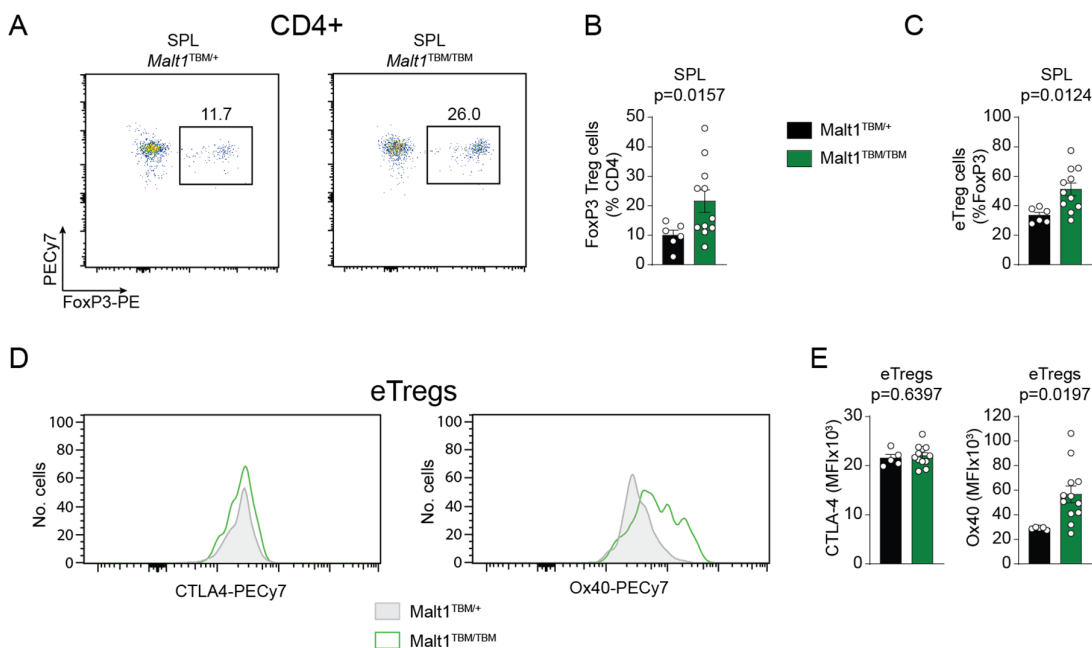 A
CD4+
SPL
Malt1TBM/+
SPL
Malt1TBM/TBM
11.7
26.0
PECy7
FoxP3-PE
B
SPL
p=0.0157
FoxP3 Treg cells
(% CD4)
50
40
30
20
10
0
Malt1TBM/+
Malt1TBM/TBM
C
SPL
p=0.0124
eTreg cells
(%FoxP3)
100
80
60
40
20
0
D
eTregs
No. cells
100
80
60
40
20
0
CTLA4-PECy7
No. cells
100
80
60
40
20
0
Ox40-PECy7
Malt1TBM/+
Malt1TBM/TBM
E
eTregs
p=0.6397
CTLA-4 (MFIx10³)
30
20
10
0
eTregs
p=0.0197
Ox40 (MFIx10³)
120
100
80
60
40
20
0